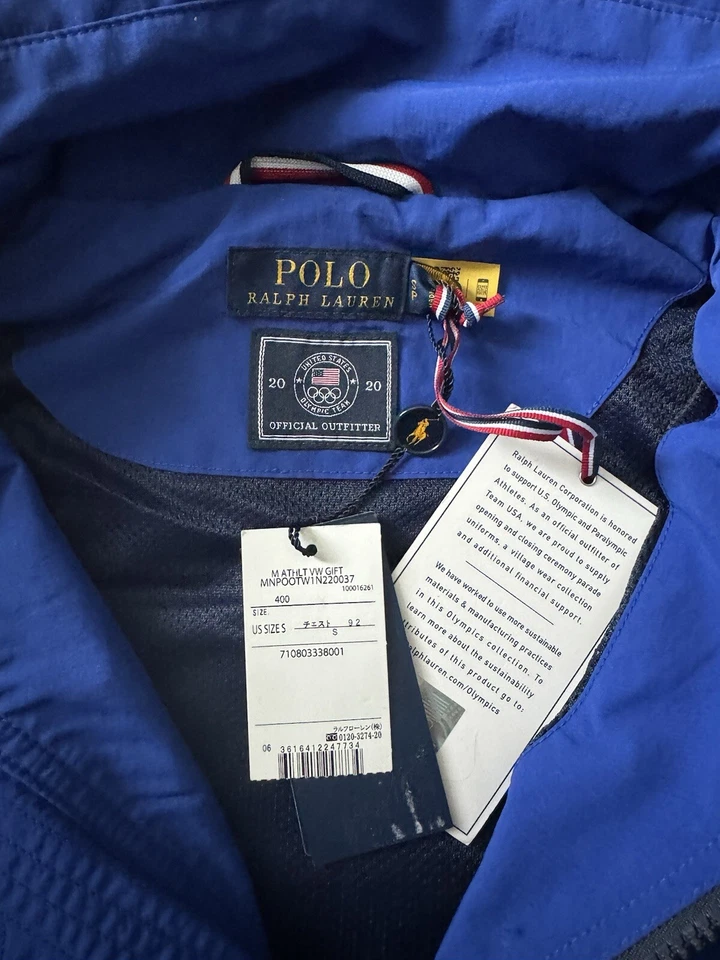 POLO
RALPH LAUREN
UNITED STATES
20 20
OLYMPIC TEAM
OFFICIAL OUTFITTER
M ATHLT VW GIFT
MNPOOTW1N220037
100016261
400
SIZE:
US SIZE S チェスト 92
S
710803338001
ラルフローレン(株)
0120-3274-20
06 3616412247734
Ralph Lauren Corporation is honored
to support U.S. Olympic and Paralympic
Athletes. As an official outfitter of
Team USA, we are proud to supply
opening and closing ceremony parade
uniforms, a village wear collection
and additional financial support.
We have worked to use more sustainable
materials & manufacturing practices
in this Olympics collection. To
learn more about the sustainability
attributes of this product go to:
ralphlauren.com/Olympics